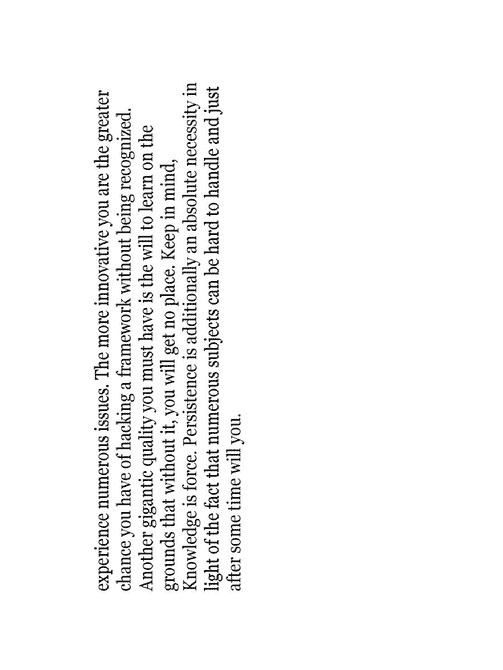 experience numerous issues. The more innovative you are the greater
chance you have of hacking a framework without being recognized.
Another gigantic quality you must have is the will to learn on the
grounds that without it, you will get no place. Keep in mind,
Knowledge is force. Persistence is additionally an absolute necessity in
light of the fact that numerous subjects can be hard to handle and just
after some time will you.